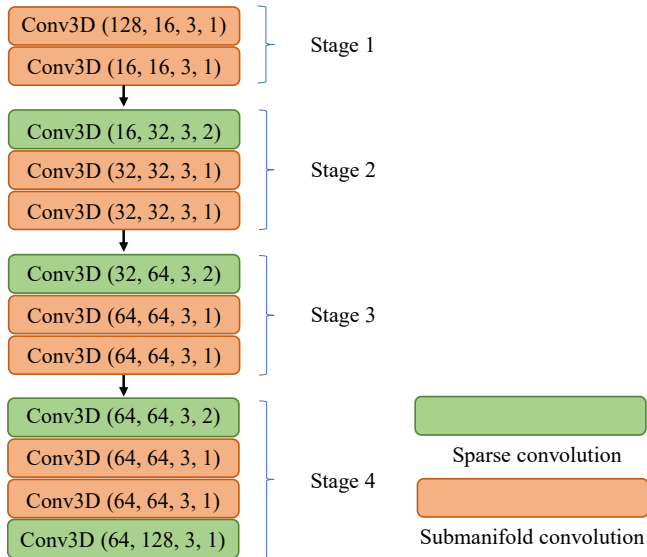 Conv3D (128, 16, 3, 1)
Conv3D (16, 16, 3, 1)
Stage 1
Conv3D (16, 32, 3, 2)
Conv3D (32, 32, 3, 1)
Conv3D (32, 32, 3, 1)
Stage 2
Conv3D (32, 64, 3, 2)
Conv3D (64, 64, 3, 1)
Conv3D (64, 64, 3, 1)
Stage 3
Conv3D (64, 64, 3, 2)
Conv3D (64, 64, 3, 1)
Conv3D (64, 64, 3, 1)
Conv3D (64, 128, 3, 1)
Stage 4
Sparse convolution
Submanifold convolution